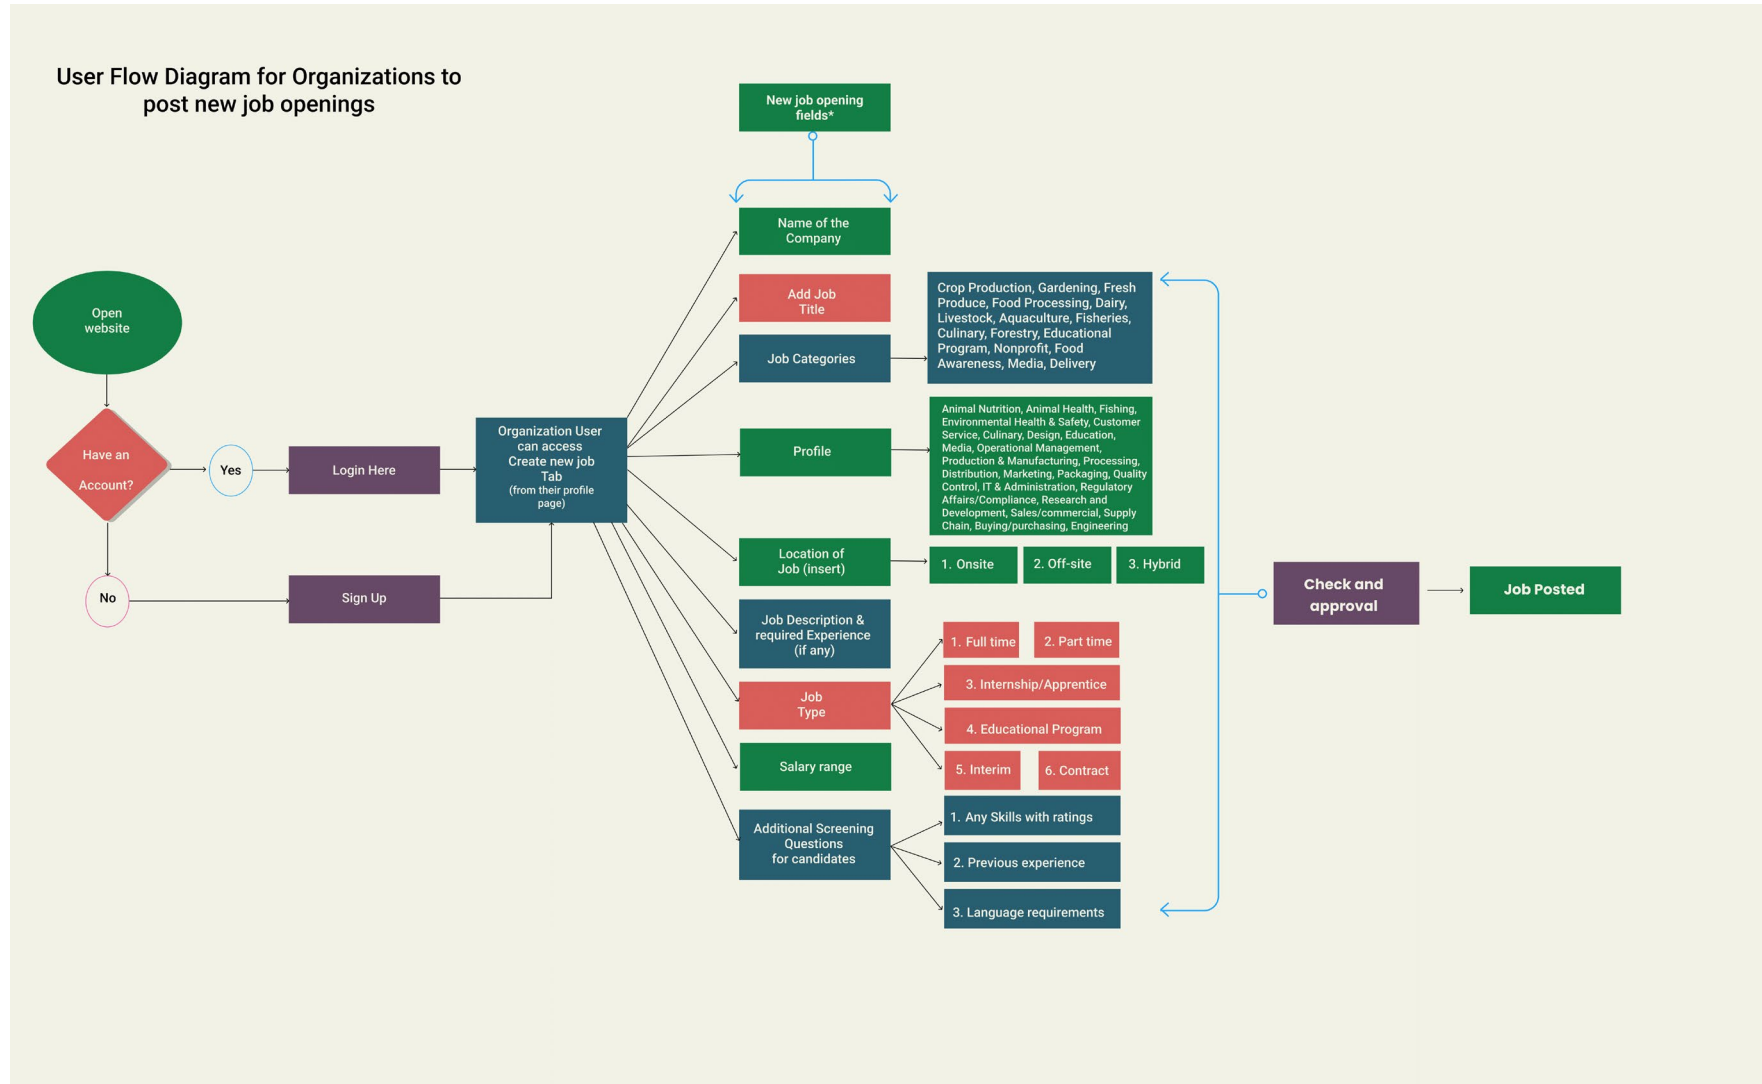 User Flow Diagram for Organizations to
post new job openings
New job opening
fields*
Name of the
Company
Open
website
Add Job
Title
Job Categories
Crop Production, Gardening, Fresh
Produce, Food Processing, Dairy,
Livestock, Aquaculture, Fisheries,
Culinary, Forestry, Educational
Program, Nonprofit, Food
Awareness, Media, Delivery
Have an
Account?
Yes
Login Here
Organization User
can access
Create new job
Tab
(from their profile
page)
Profile
Animal Nutrition, Animal Health, Fishing,
Environmental Health & Safety, Customer
Service, Culinary, Design, Education,
Media, Operational Management,
Production & Manufacturing, Processing,
Distribution, Marketing, Packaging, Quality
Control, IT & Administration, Regulatory
Affairs/Compliance, Research and
Development, Sales/commercial, Supply
Chain, Buying/purchasing, Engineering
Location of
Job (insert)
1. Onsite
2. Off-site
3. Hybrid
No
Sign Up
Job Description &
required Experience
(if any)
Job
Type
1. Full time
2. Part time
3. Internship/Apprentice
4. Educational Program
5. Interim
6. Contract
Salary range
Additional Screening
Questions
for candidates
1. Any Skills with ratings
2. Previous experience
3. Language requirements
Check and
approval
Job Posted